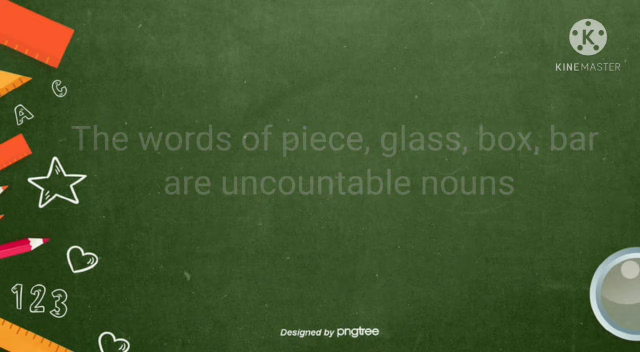 KINEMASTER
A C
The words of piece, glass, box, bar
are uncountable nouns
123
Designed by pngtree